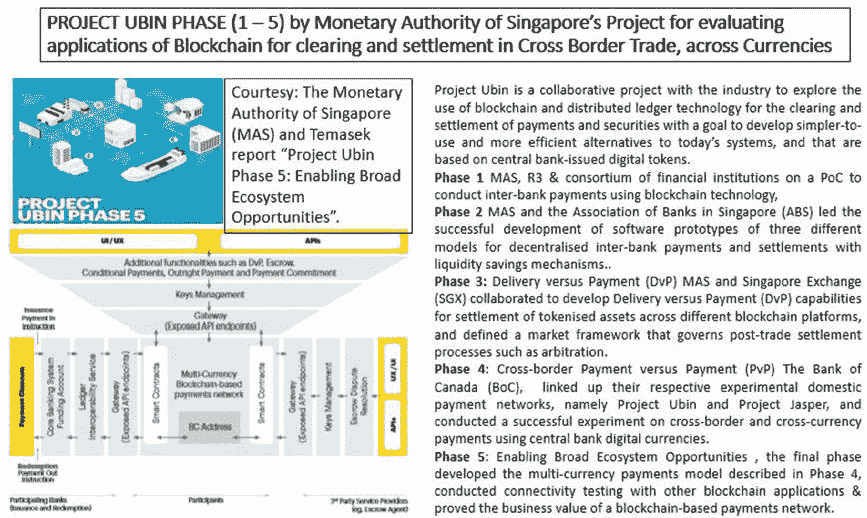 PROJECT UBIN PHASE (1 – 5) by Monetary Authority of Singapore's Project for evaluating
applications of Blockchain for clearing and settlement in Cross Border Trade, across Currencies
PROJECT
UBIN PHASE 5
Courtesy: The Monetary
Authority of Singapore
(MAS) and Temasek
report "Project Ubin
Phase 5: Enabling Broad
Ecosystem
Opportunities".
UI/UX
APIs
Additional functionalities such as DvP, Escrow,
Conditional Payments, Outright Payment and Payment Commitment
Keys Management
Gateway
(Exposed API endpoints)
Issuance
Payment In
Instruction
Payment Channels
Core Banking System
Funding Account
Ledger
Interoperability Service
Gateway
(Exposed API endpoints)
Smart Contracts
Multi-Currency
Blockchain-based
payments network
BC Address
Smart Contracts
Gateway
(Exposed API endpoints)
Keys Management
Escrow Dispute
Resolution
UX/UI
APIs
Redemption
Payment Out
Instruction
Participating Banks
(Issuance and Redemption)
Participants
3rd Party Service Providers
(eg. Escrow Agent)
Project Ubin is a collaborative project with the industry to explore the
use of blockchain and distributed ledger technology for the clearing and
settlement of payments and securities with a goal to develop simpler-to-
use and more efficient alternatives to today's systems, and that are
based on central bank-issued digital tokens.
Phase 1 MAS, R3 & consortium of financial institutions on a PoC to
conduct inter-bank payments using blockchain technology,
Phase 2 MAS and the Association of Banks in Singapore (ABS) led the
successful development of software prototypes of three different
models for decentralised inter-bank payments and settlements with
liquidity savings mechanisms..
Phase 3: Delivery versus Payment (DvP) MAS and Singapore Exchange
(SGX) collaborated to develop Delivery versus Payment (DvP) capabilities
for settlement of tokenised assets across different blockchain platforms,
and defined a market framework that governs post-trade settlement
processes such as arbitration.
Phase 4: Cross-border Payment versus Payment (PvP) The Bank of
Canada (BoC), linked up their respective experimental domestic
payment networks, namely Project Ubin and Project Jasper, and
conducted a successful experiment on cross-border and cross-currency
payments using central bank digital currencies.
Phase 5: Enabling Broad Ecosystem Opportunities , the final phase
developed the multi-currency payments model described in Phase 4,
conducted connectivity testing with other blockchain applications &
proved the business value of a blockchain-based payments network.